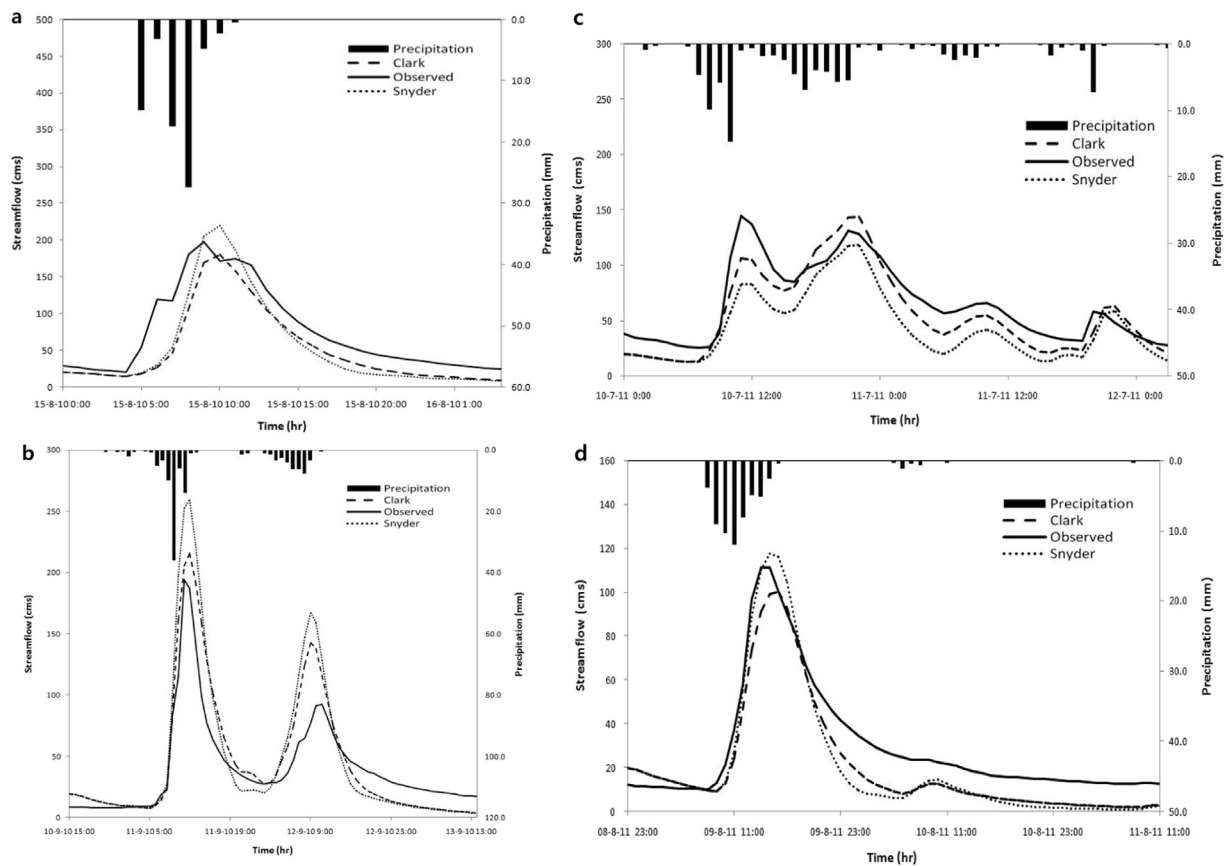 a
500
450
400
350
300
250
200
150
100
50
0
Streamflow (cms)
0.0
10.0
20.0
30.0
40.0
50.0
60.0
Precipitation (mm)
Precipitation
Clark
Observed
Snyder
15-8-10 0:00
15-8-10 5:00
15-8-10 10:00
15-8-10 15:00
15-8-10 20:00
16-8-10 1:00
Time (hr)
c
300
250
200
150
100
50
0
Streamflow (cms)
0.0
10.0
20.0
30.0
40.0
50.0
Precipitation (mm)
Precipitation
Clark
Observed
Snyder
10-7-11 0:00
10-7-11 12:00
11-7-11 0:00
11-7-11 12:00
12-7-11 0:00
Time (hr)
b
300
250
200
150
100
50
0
Streamflow (cms)
0.0
20.0
40.0
60.0
80.0
100.0
120.0
Precipitation (mm)
Precipitation
Clark
Observed
Snyder
10-9-10 15:00
11-9-10 5:00
11-9-10 19:00
12-9-10 9:00
12-9-10 23:00
13-9-10 13:00
Time (hr)
d
160
140
120
100
80
60
40
20
0
Streamflow (cms)
0.0
10.0
20.0
30.0
40.0
50.0
Precipitation (mm)
Precipitation
Clark
Observed
Snyder
08-8-11 23:00
09-8-11 11:00
09-8-11 23:00
10-8-11 11:00
10-8-11 23:00
11-8-11 11:00
Time (hr)